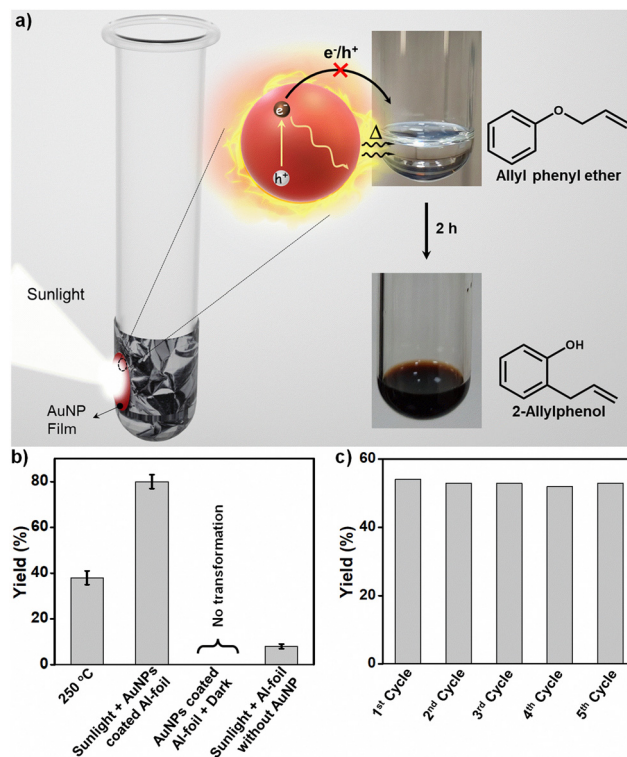 a)
e⁻/h⁺
e⁻
h⁺
Δ
O
Allyl phenyl ether
2 h
Sunlight
AuNP
Film
OH
2-Allylphenol
b)
Yield (%)
80
60
40
20
0
No transformation
250 °C
Sunlight + AuNPs
coated Al-foil
AuNPs coated
Al-foil + Dark
Sunlight + Al-foil
without AuNP
c)
Yield (%)
60
40
20
0
1st Cycle
2nd Cycle
3rd Cycle
4th Cycle
5th Cycle